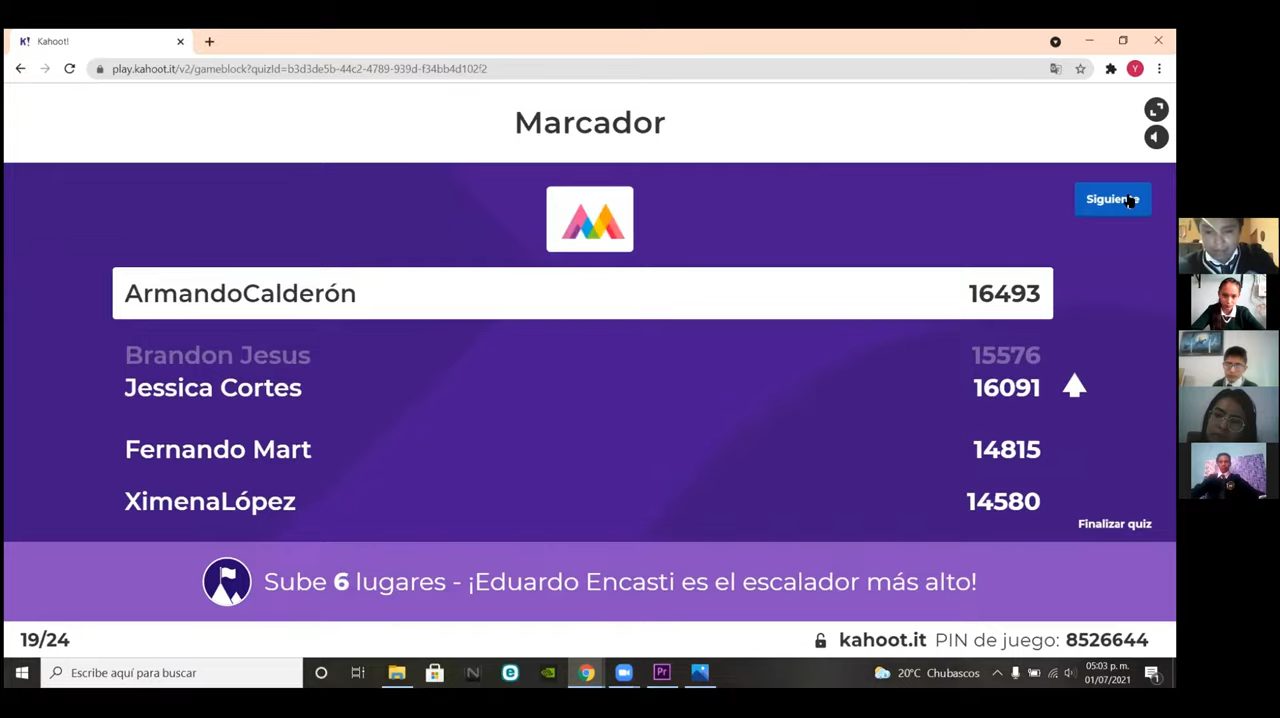 Kahoot!
play.kahoot.it/v2/gameblock?quizId=b3d3de5b-44c2-4789-939d-f34bb4d102f2
Y
Marcador
Siguiente
ArmandoCalderón 16493
Brandon Jesus 15576
Jessica Cortes 16091
Fernando Mart 14815
XimenaLópez 14580
Finalizar quiz
Sube 6 lugares - ¡Eduardo Encasti es el escalador más alto!
19/24
kahoot.it PIN de juego: 8526644
Escribe aquí para buscar
Pr
20°C Chubascos
05:03 p. m.
01/07/2021